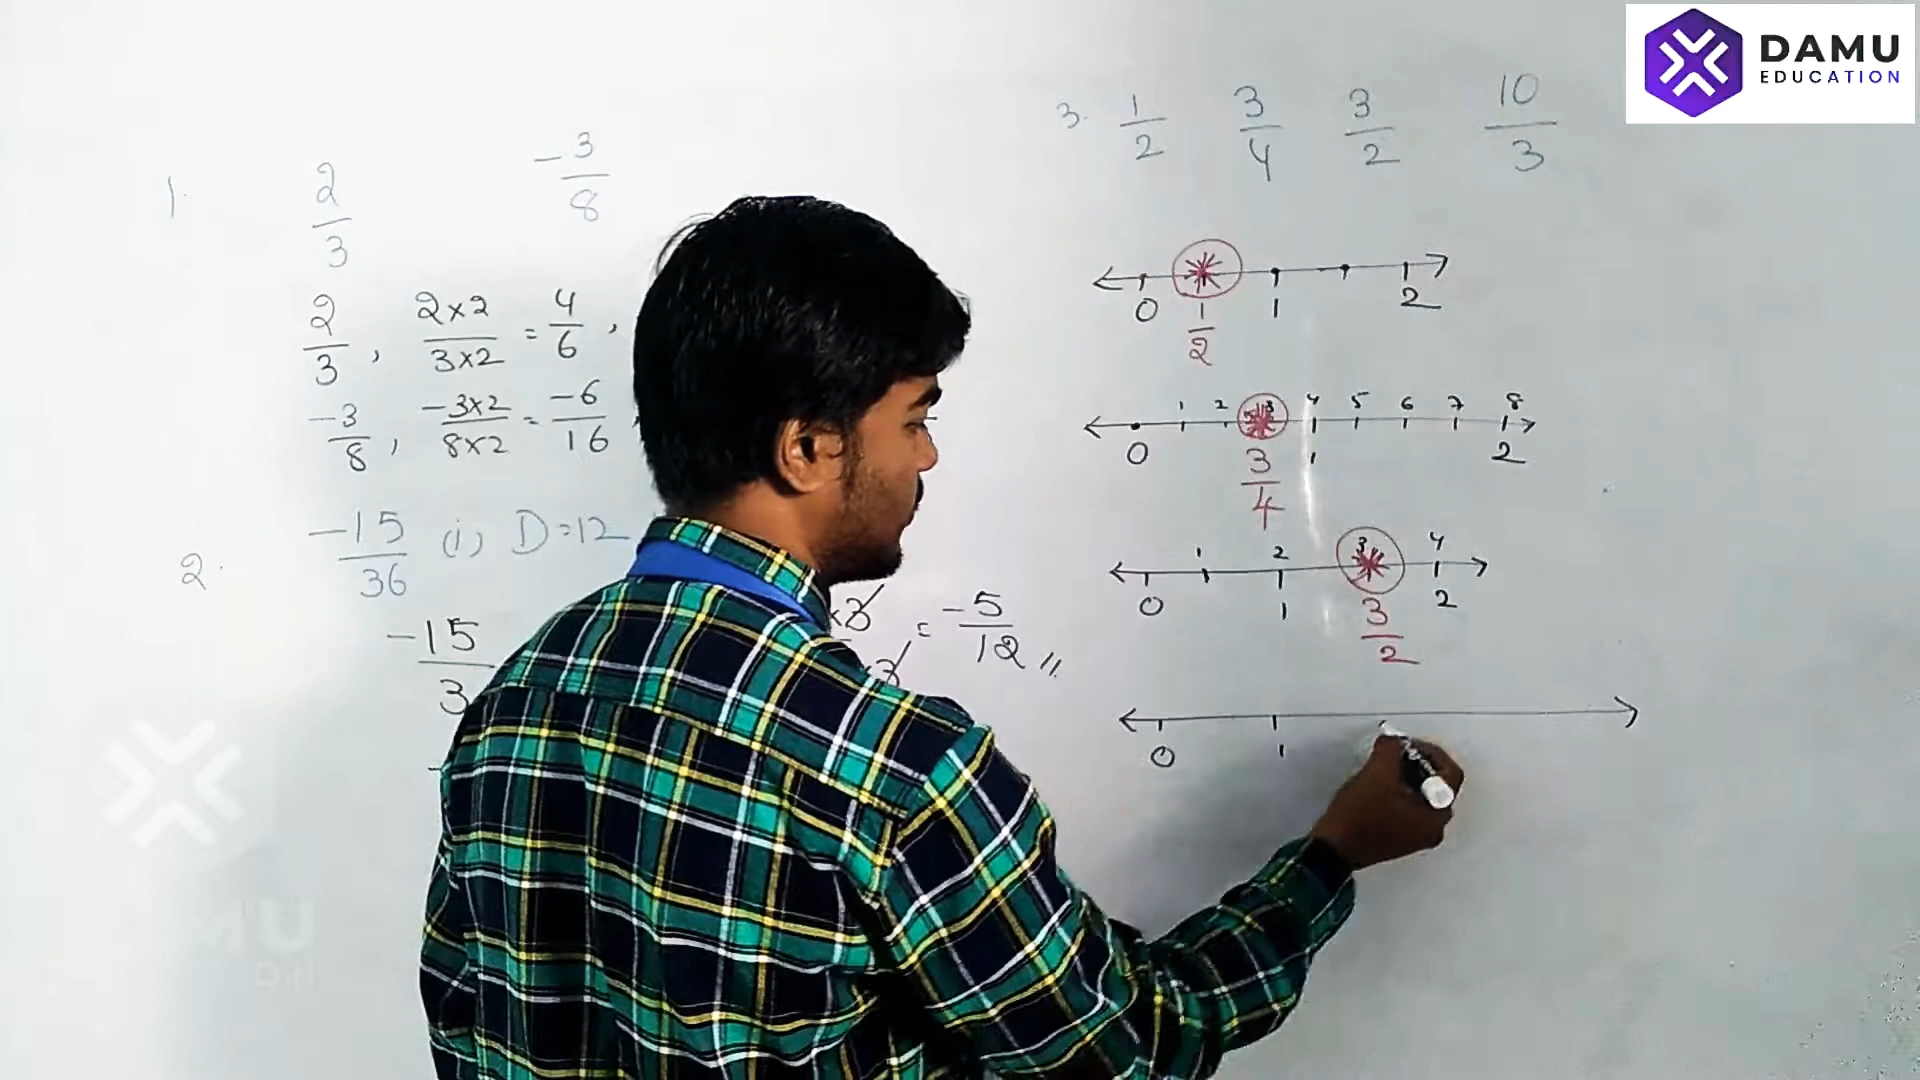 DAMU
EDUCATION
1. 2/3 -3/8
2/3, 2×2/3×2 = 4/6,
-3/8, -3×2/8×2 = -6/16
2. -15/36 (i) D=12
-15/3
×3 = -5/12 //
3. 1/2 3/4 3/2 10/3
0 1/2 1 2
1 2 3 4 5 6 7 8
0 3/4 1 2
1 2 3 4
0 1 3/2 2
0 1